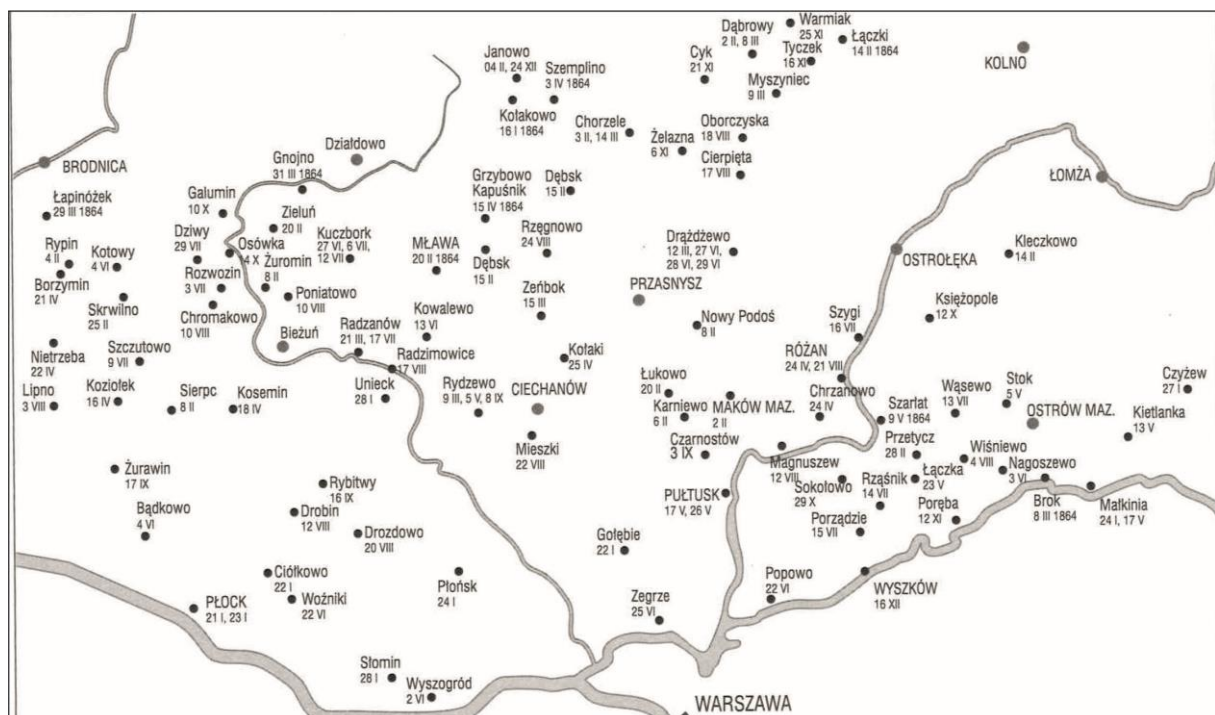 Dąbrowy
2 II, 8 III
Warmiak
25 XI
Łączki
14 II 1864
Tyczek
16 XI
Cyk
21 XI
Myszyniec
9 III
KOLNO
Janowo
04 II, 24 XII
Szemplino
3 IV 1864
Kołakowo
16 I 1864
Chorzele
3 II, 14 III
Żelazna
6 XI
Oborczyska
18 VIII
Cierpięta
17 VIII
BRODNICA
Działdowo
Gnojno
31 III 1864
ŁOMŻA
Łapinóżek
29 III 1864
Galumin
10 X
Zieluń
20 II
Grzybowo
Kapuśnik
15 IV 1864
Dębsk
15 II
Rypin
4 II
Kotowy
4 VI
Dziwy
29 VII
Osówka
14 X
Kuczbork
27 VI, 6 VII,
12 VII
MŁAWA
20 II 1864
Dębsk
15 II
Rzęgnowo
24 VIII
Drążdżewo
12 III, 27 VI,
28 VI, 29 VI
OSTROŁĘKA
Kleczkowo
14 II
Borzymin
21 IV
Skrwilno
25 II
Rozwozin
3 VII
Żuromin
8 II
Poniatowo
10 VIII
Chromakowo
10 VIII
Zeńbok
15 III
PRZASNYSZ
Nowy Podoś
8 II
Księżopole
12 X
Nietrzeba
22 IV
Szczutowo
9 VII
Bieżuń
Radzanów
21 III, 17 VII
Kowalewo
13 VI
Radzimowice
17 VIII
Kołaki
25 IV
Szygi
16 VII
RÓŻAN
24 IV, 21 VIII
Lipno
3 VIII
Koziołek
16 IV
Sierpc
8 II
Kosemin
18 IV
Unieck
28 I
Rydzewo
9 III, 5 V, 8 IX
CIECHANÓW
Łukowo
20 II
Karniewo
6 II
MAKÓW MAZ.
2 II
Chrzanowo
24 IV
Szarłat
9 V 1864
Wąsewo
13 VII
Stok
5 V
OSTRÓW MAZ.
Czyżew
27 I
Kietlanka
13 V
Mieszki
22 VIII
Czarnostów
3 IX
Magnuszew
12 VIII
Przetycz
28 II
Wiśniewo
4 VIII
Nagoszewo
3 VI
Żurawin
17 IX
Rybitwy
16 IX
PUŁTUSK
17 V, 26 V
Sokołowo
29 X
Rząśnik
14 VII
Łączka
23 V
Poręba
12 XI
Brok
8 III 1864
Małkinia
24 I, 17 V
Bądkowo
4 VI
Drobin
12 VIII
Drozdowo
20 VIII
Gołębie
22 I
Porządzie
15 VII
Ciółkowo
22 I
Woźniki
22 VI
PŁOCK
21 I, 23 I
Płońsk
24 I
Zegrze
25 VI
Popowo
22 VI
WYSZKÓW
16 XII
Słomin
28 I
Wyszogród
2 VI
WARSZAWA